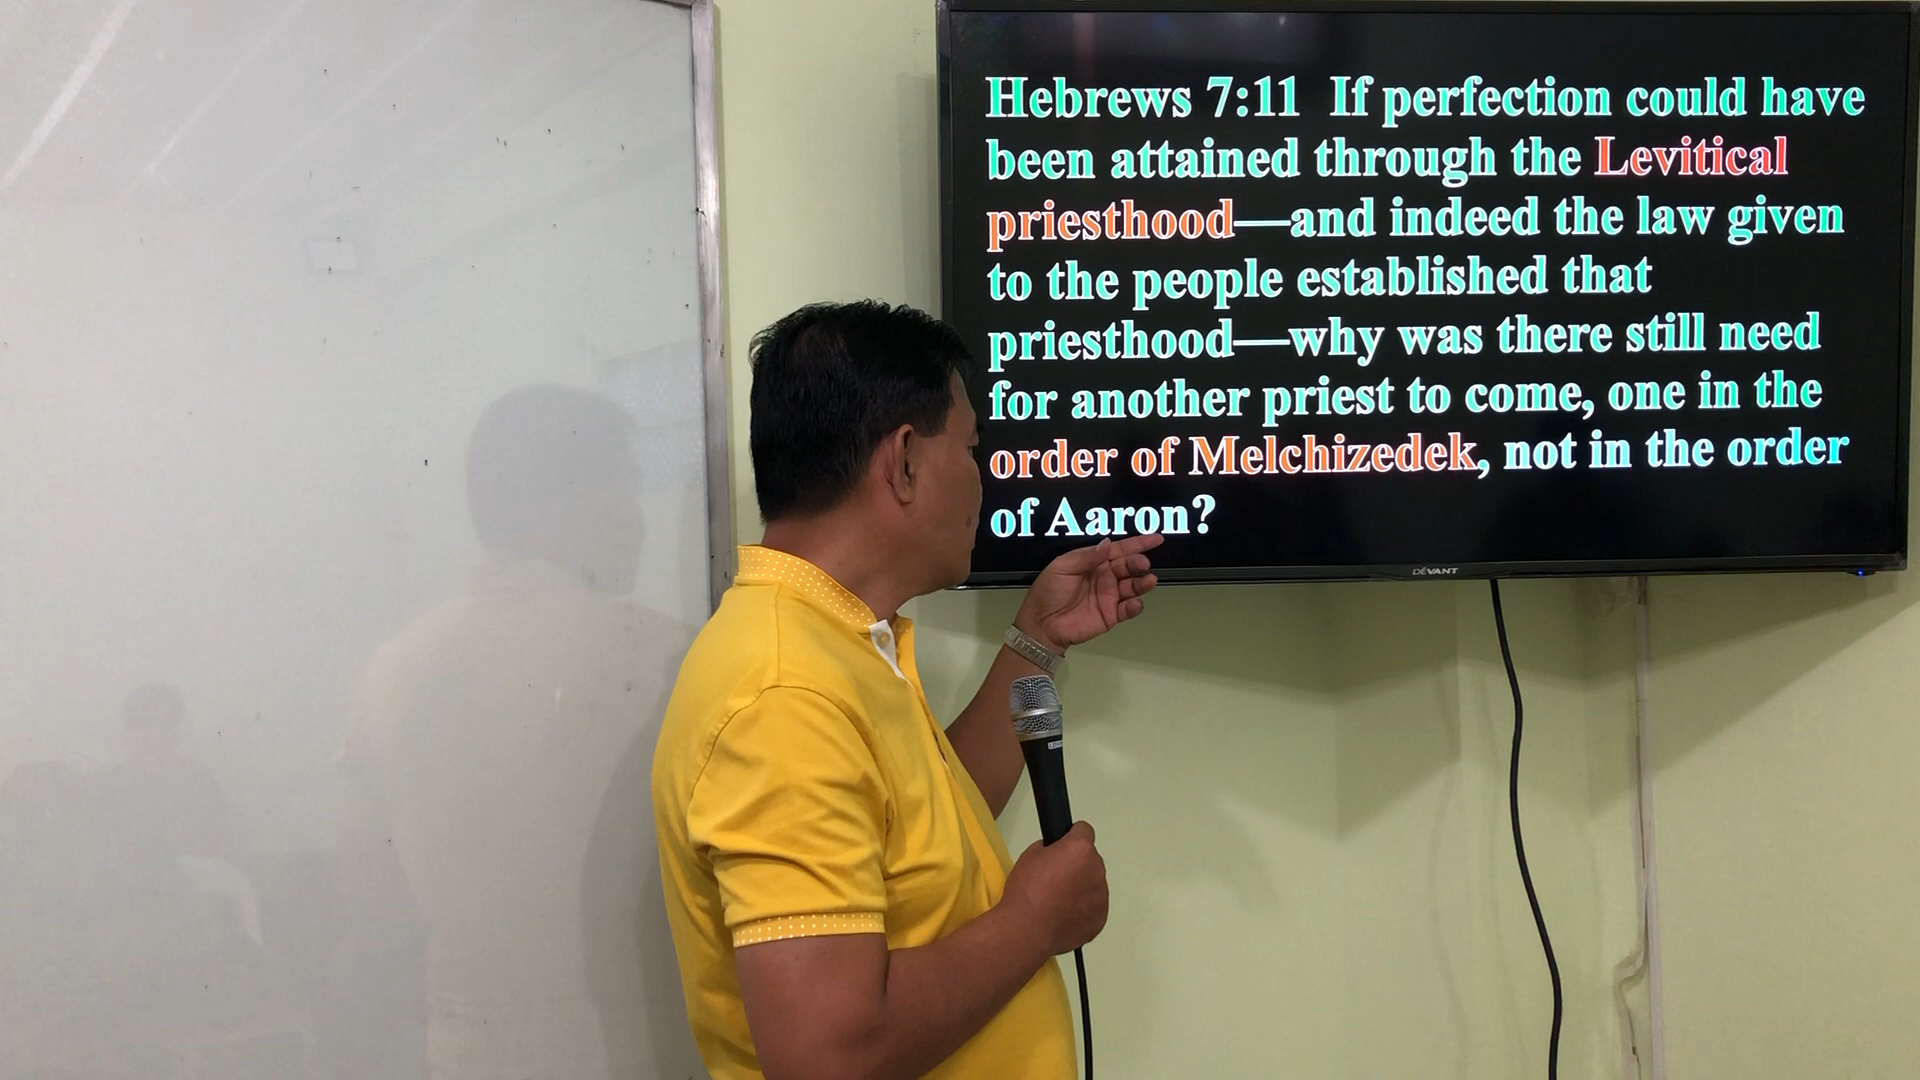 Hebrews 7:11 If perfection could have
been attained through the Levitical
priesthood—and indeed the law given
to the people established that
priesthood—why was there still need
for another priest to come, one in the
order of Melchizedek, not in the order
of Aaron?
DEVANT